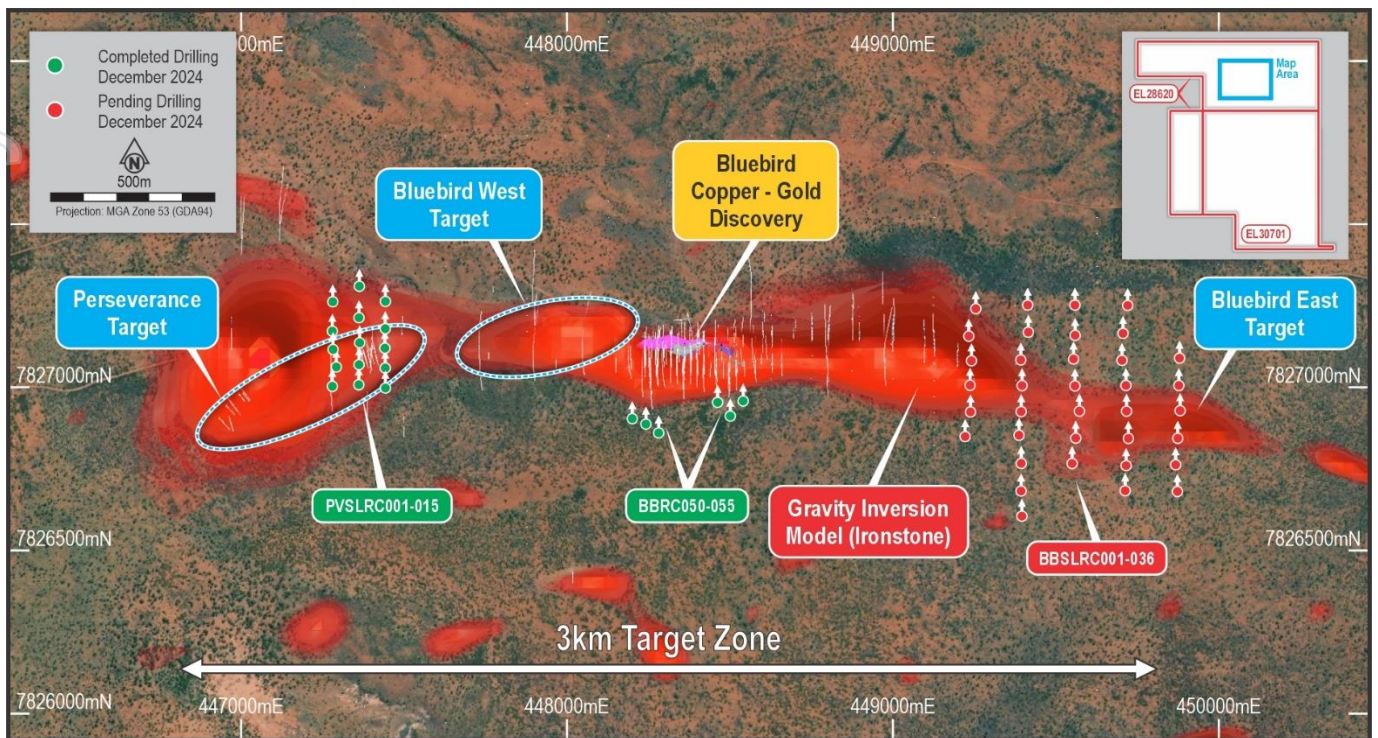 Completed Drilling
December 2024
Pending Drilling
December 2024
N
500m
Projection: MGA Zone 53 (GDA94)
000mE
448000mE
449000mE
Map
Area
EL28620
EL30701
Bluebird West
Target
Bluebird
Copper - Gold
Discovery
Perseverance
Target
Bluebird East
Target
7827000mN
7827000mN
PVSLRC001-015
BBRC050-055
Gravity Inversion
Model (Ironstone)
BBSLRC001-036
7826500mN
7826500mN
3km Target Zone
7826000mN
447000mE
448000mE
449000mE
450000mE